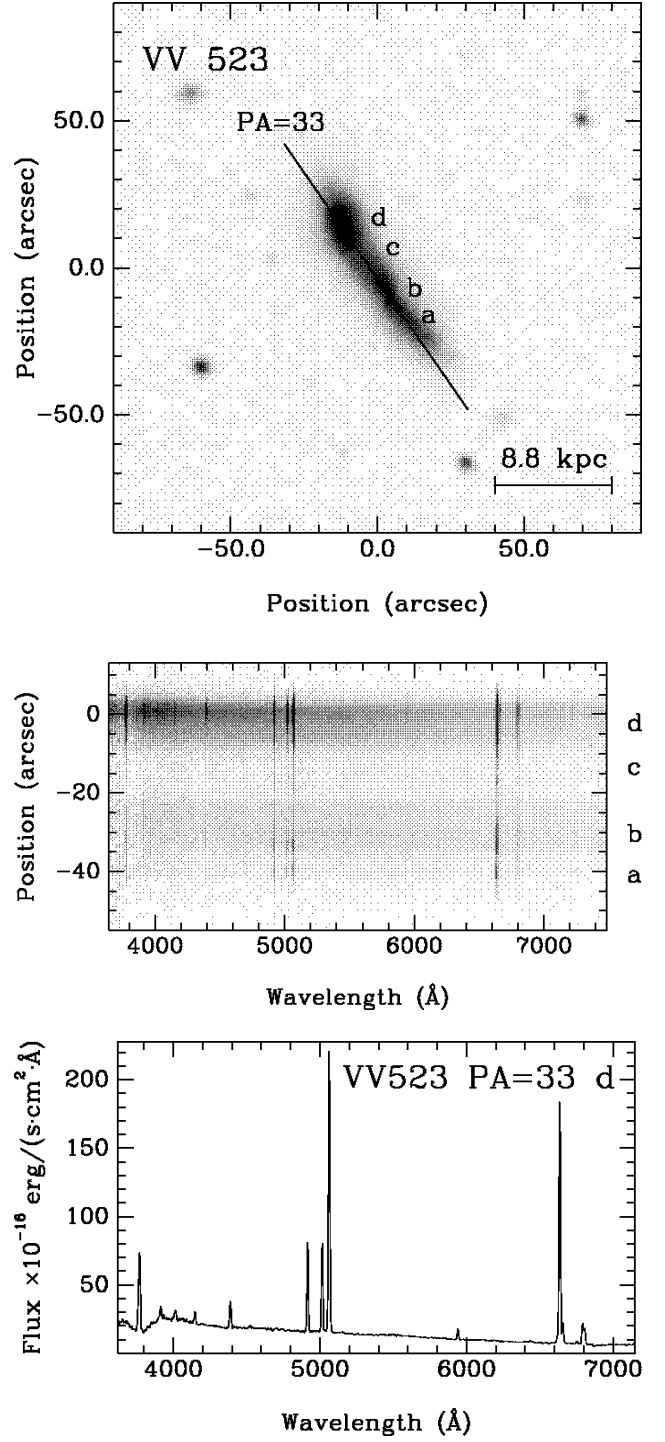 VV 523
PA=33
d
c
b
a
8.8 kpc
50.0
0.0
−50.0
Position (arcsec)
−50.0 0.0 50.0
Position (arcsec)
0
−20
−40
Position (arcsec)
d
c
b
a
4000 5000 6000 7000
Wavelength (Å)
VV523 PA=33 d
200
150
100
50
Flux ×10⁻¹⁶ erg/(s·cm²·Å)
4000 5000 6000 7000
Wavelength (Å)